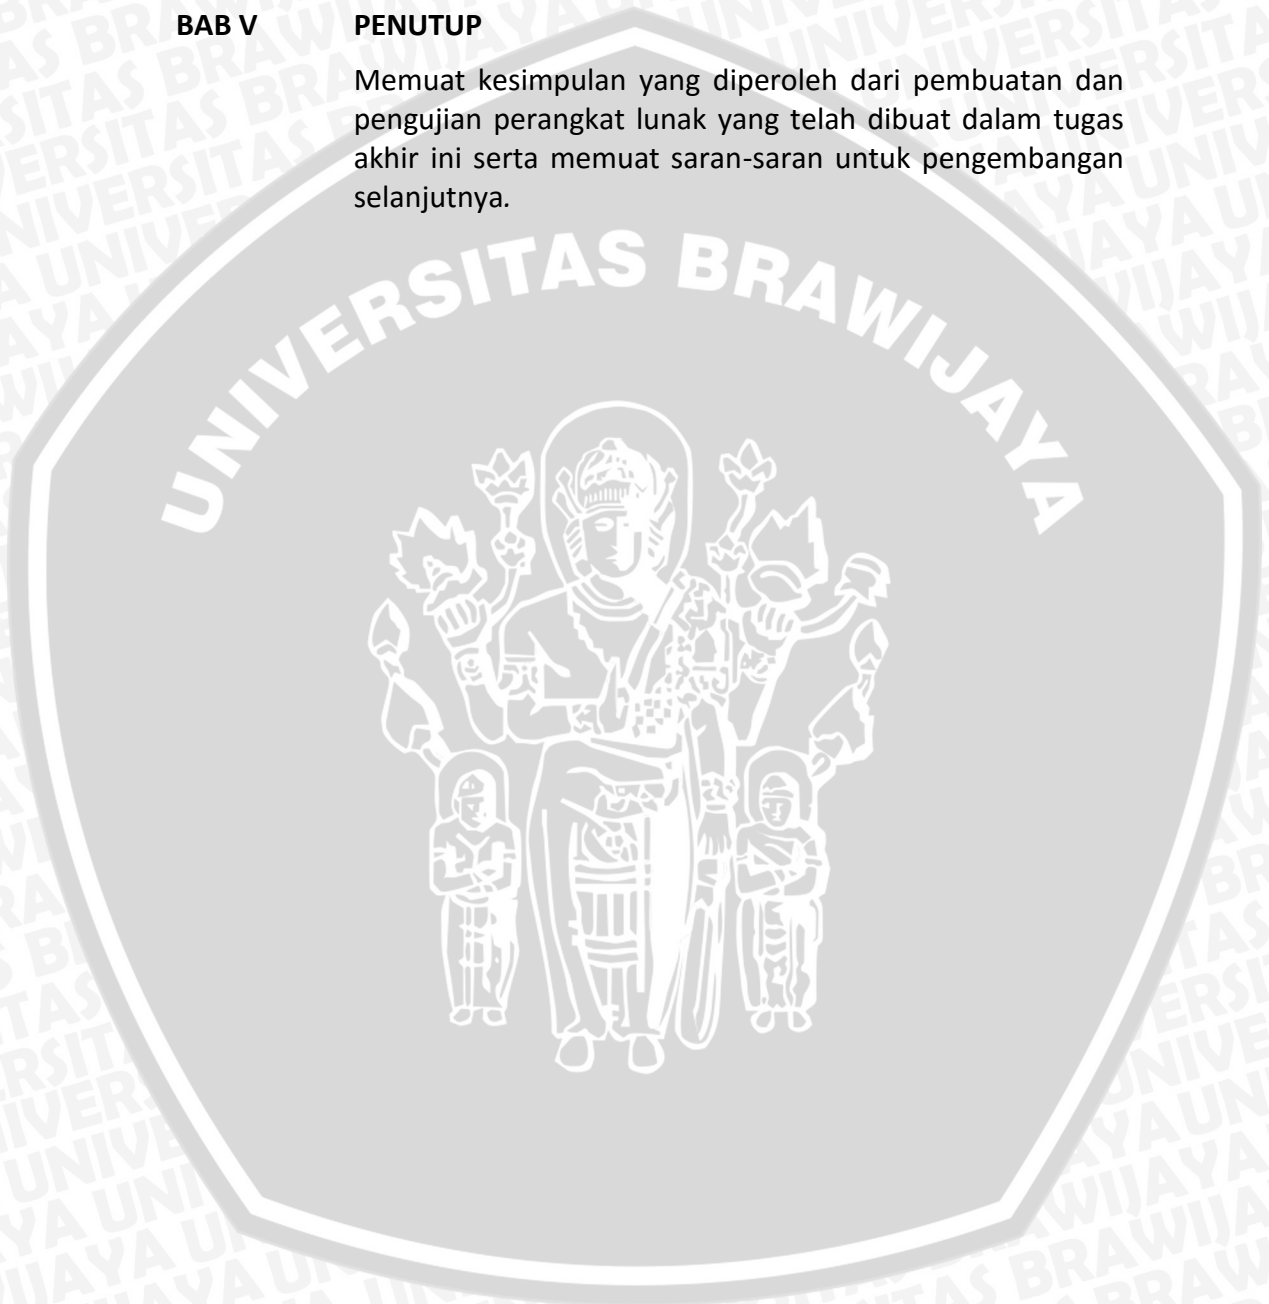 BAB V PENUTUP
Memuat kesimpulan yang diperoleh dari pembuatan dan
pengujian perangkat lunak yang telah dibuat dalam tugas
akhir ini serta memuat saran-saran untuk pengembangan
selanjutnya.
UNIVERSITAS BRAWIJAYA